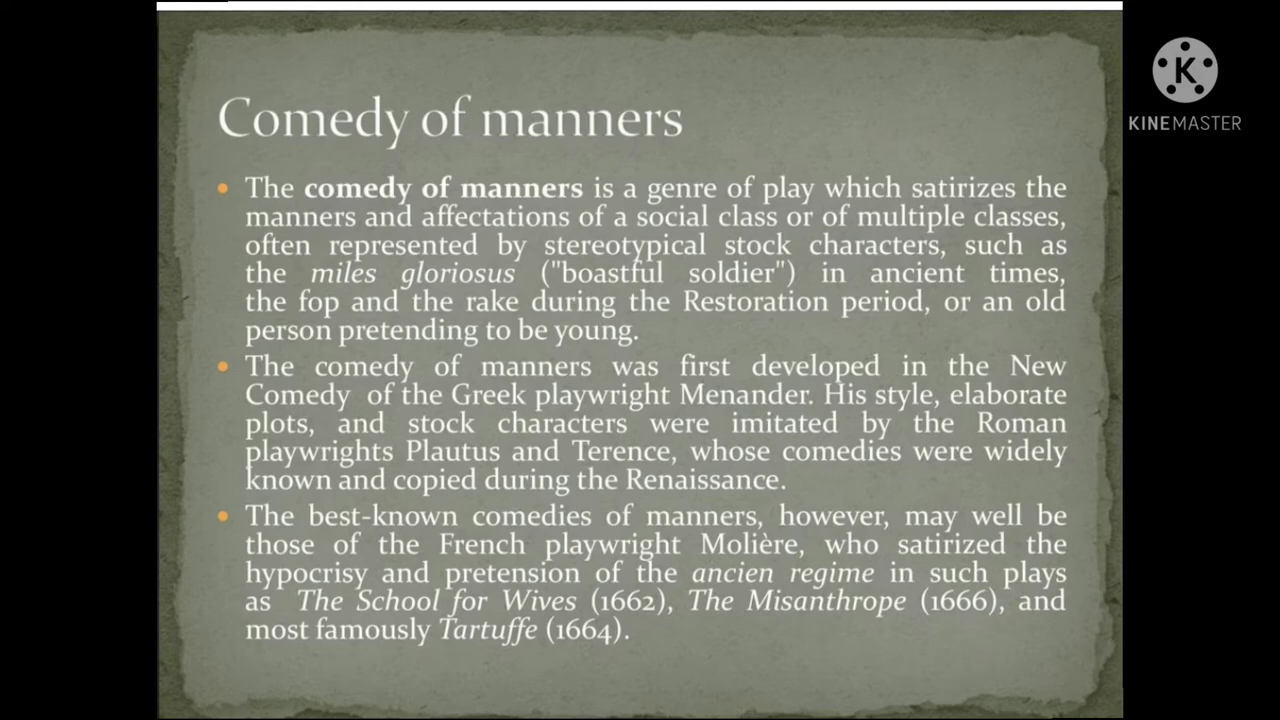 Comedy of manners
• The comedy of manners is a genre of play which satirizes the
manners and affectations of a social class or of multiple classes,
often represented by stereotypical stock characters, such as
the miles gloriosus ("boastful soldier") in ancient times,
the fop and the rake during the Restoration period, or an old
person pretending to be young.
• The comedy of manners was first developed in the New
Comedy of the Greek playwright Menander. His style, elaborate
plots, and stock characters were imitated by the Roman
playwrights Plautus and Terence, whose comedies were widely
known and copied during the Renaissance.
• The best-known comedies of manners, however, may well be
those of the French playwright Molière, who satirized the
hypocrisy and pretension of the ancien regime in such plays
as The School for Wives (1662), The Misanthrope (1666), and
most famously Tartuffe (1664).
K
KINEMASTER